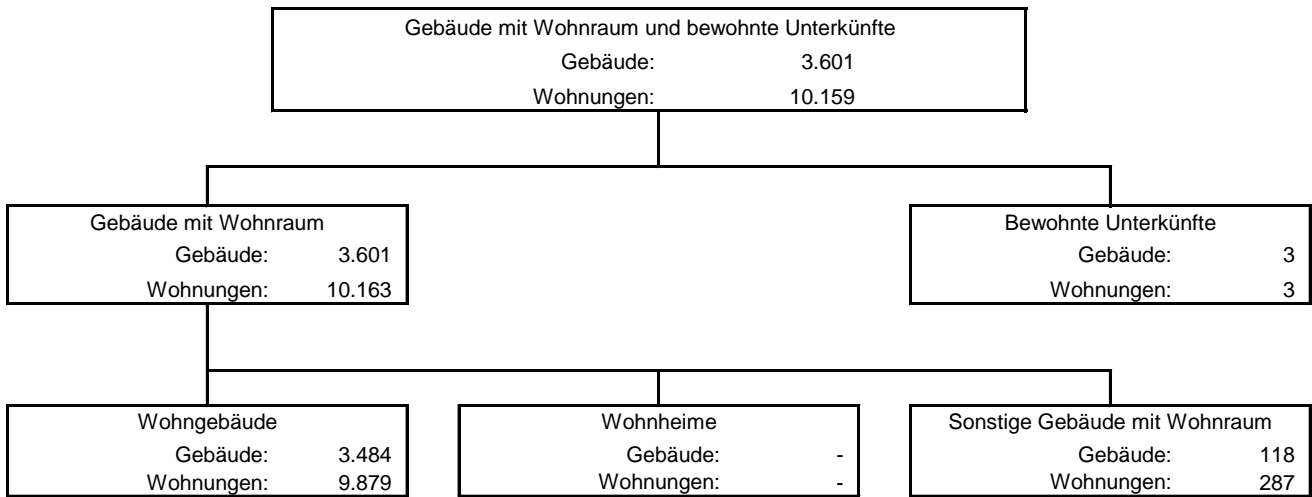 Gebäude mit Wohnraum und bewohnte Unterkünfte
Gebäude: 3.601
Wohnungen: 10.159
Gebäude mit Wohnraum
Gebäude: 3.601
Wohnungen: 10.163
Bewohnte Unterkünfte
Gebäude: 3
Wohnungen: 3
Wohngebäude
Gebäude: 3.484
Wohnungen: 9.879
Wohnheime
Gebäude: -
Wohnungen: -
Sonstige Gebäude mit Wohnraum
Gebäude: 118
Wohnungen: 287